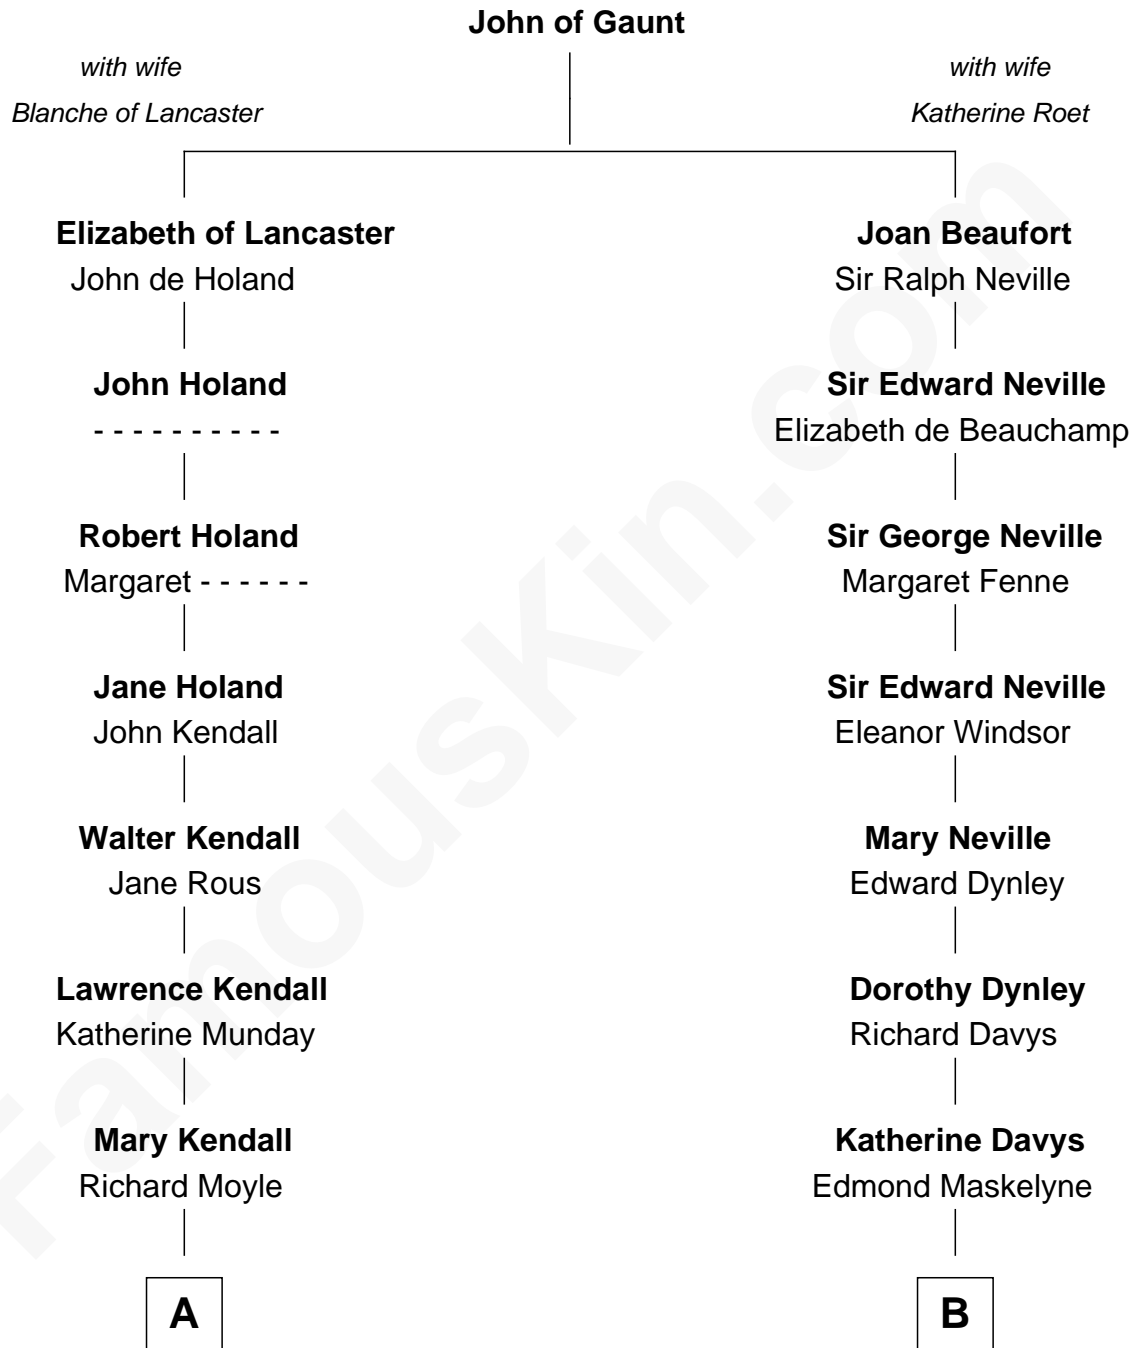 John of Gaunt
with wife
Blanche of Lancaster
with wife
Katherine Roet
Elizabeth of Lancaster
John de Holand
Joan Beaufort
Sir Ralph Neville
John Holand
- - - - - - - - - -
Sir Edward Neville
Elizabeth de Beauchamp
Robert Holand
Margaret - - - - - -
Sir George Neville
Margaret Fenne
Jane Holand
John Kendall
Sir Edward Neville
Eleanor Windsor
Walter Kendall
Jane Rous
Mary Neville
Edward Dynley
Lawrence Kendall
Katherine Munday
Dorothy Dynley
Richard Davys
Mary Kendall
Richard Moyle
Katherine Davys
Edmond Maskelyne
A
B
FamousKin.com